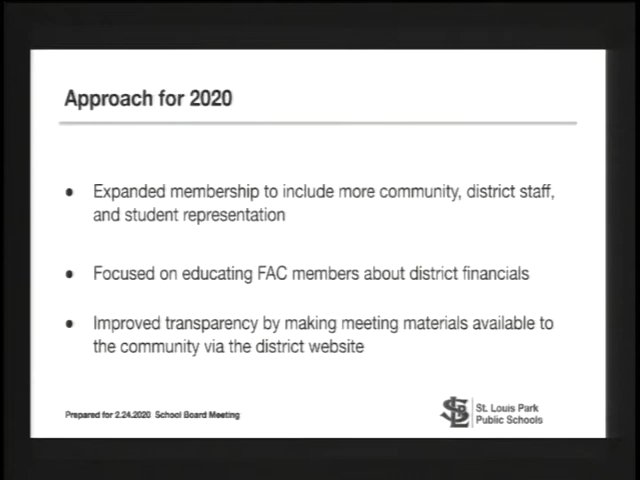 Approach for 2020
• Expanded membership to include more community, district staff,
and student representation
• Focused on educating FAC members about district financials
• Improved transparency by making meeting materials available to
the community via the district website
Prepared for 2.24.2020 School Board Meeting
SLP
St. Louis Park
Public Schools